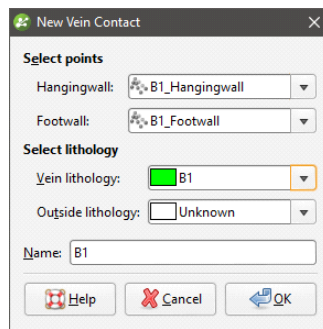 New Vein Contact
Select points
Hangingwall: B1_Hangingwall
Footwall: B1_Footwall
Select lithology
Vein lithology: B1
Outside lithology: Unknown
Name: B1
Help Cancel OK